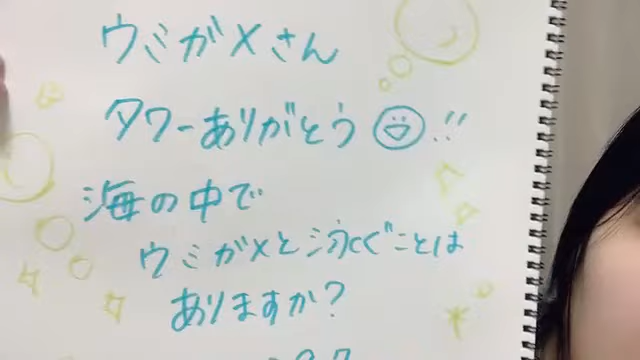 ウミガメさん
タワーありがとう!!
海の中で
ウミガメと泳ぐことは
ありますか?